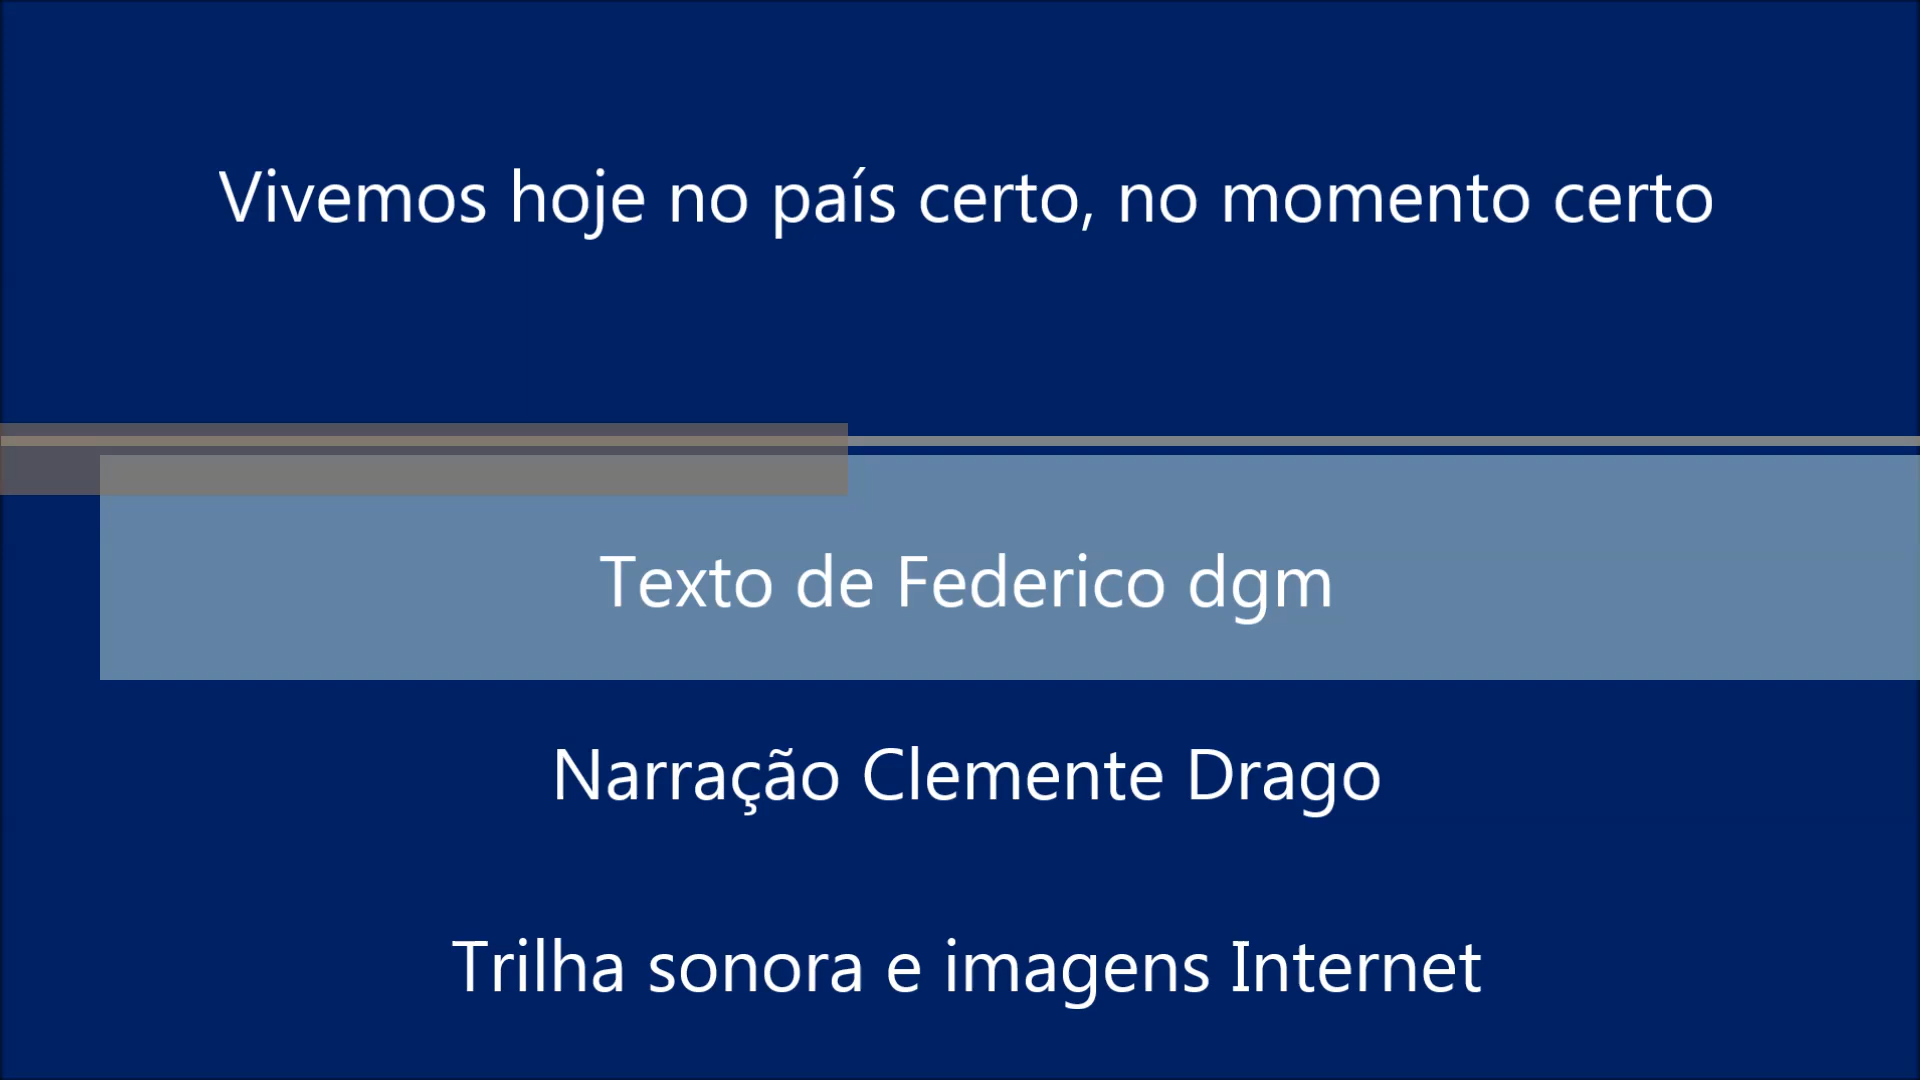 Vivemos hoje no país certo, no momento certo
Texto de Federico dgm
Narração Clemente Drago
Trilha sonora e imagens Internet